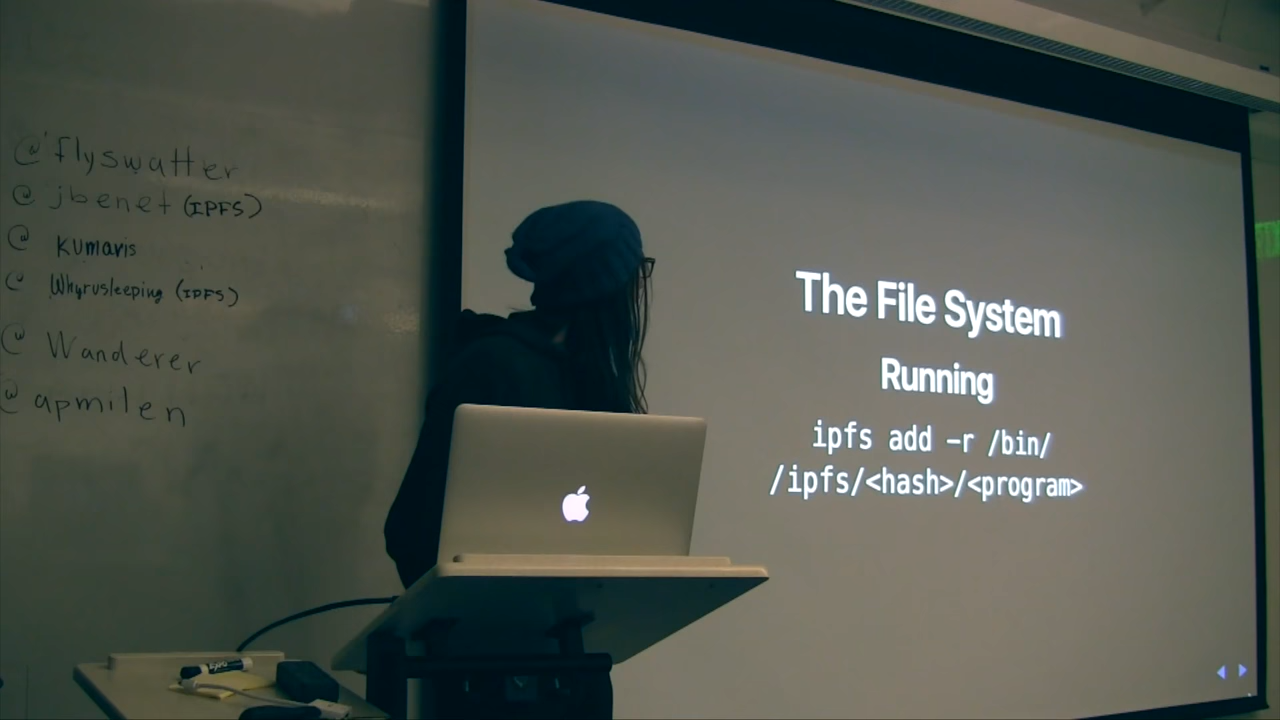 @flyswatter
@jbenet (IPFS)
@ kumavis
@ Whyrusleeping (IPFS)
@ Wanderer
@apmilen
The File System
Running
ipfs add -r /bin/
/ipfs/<hash>/<program>